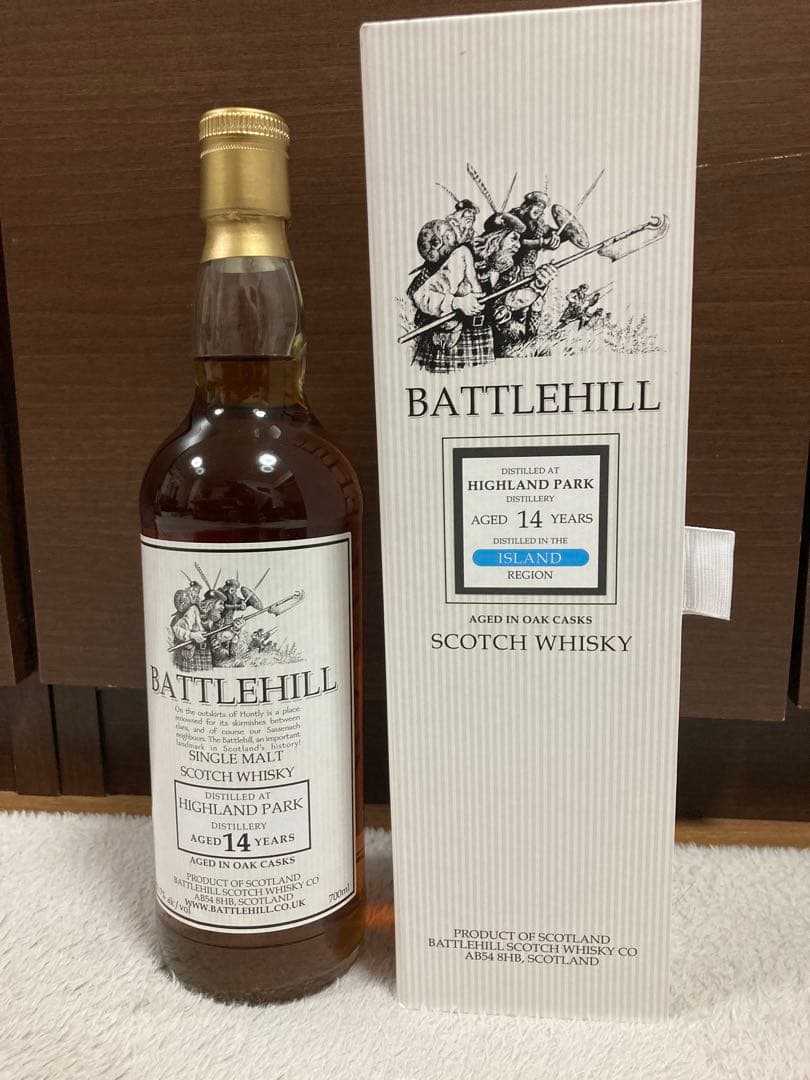 BATTLEHILL
On the outskirts of Huntly is a place
renowned for its skirmishes between
clans, and of course our Sassenach
neighbours. The Battlehill, an important
landmark in Scotland's history!
SINGLE MALT
SCOTCH WHISKY
DISTILLED AT
HIGHLAND PARK
DISTILLERY
AGED 14 YEARS
AGED IN OAK CASKS
PRODUCT OF SCOTLAND
BATTLEHILL SCOTCH WHISKY CO
AB54 8HB, SCOTLAND
WWW.BATTLEHILL.CO.UK
alc/vol
700ml
BATTLEHILL
DISTILLED AT
HIGHLAND PARK
DISTILLERY
AGED 14 YEARS
DISTILLED IN THE
ISLAND
REGION
AGED IN OAK CASKS
SCOTCH WHISKY
PRODUCT OF SCOTLAND
BATTLEHILL SCOTCH WHISKY CO
AB54 8HB, SCOTLAND